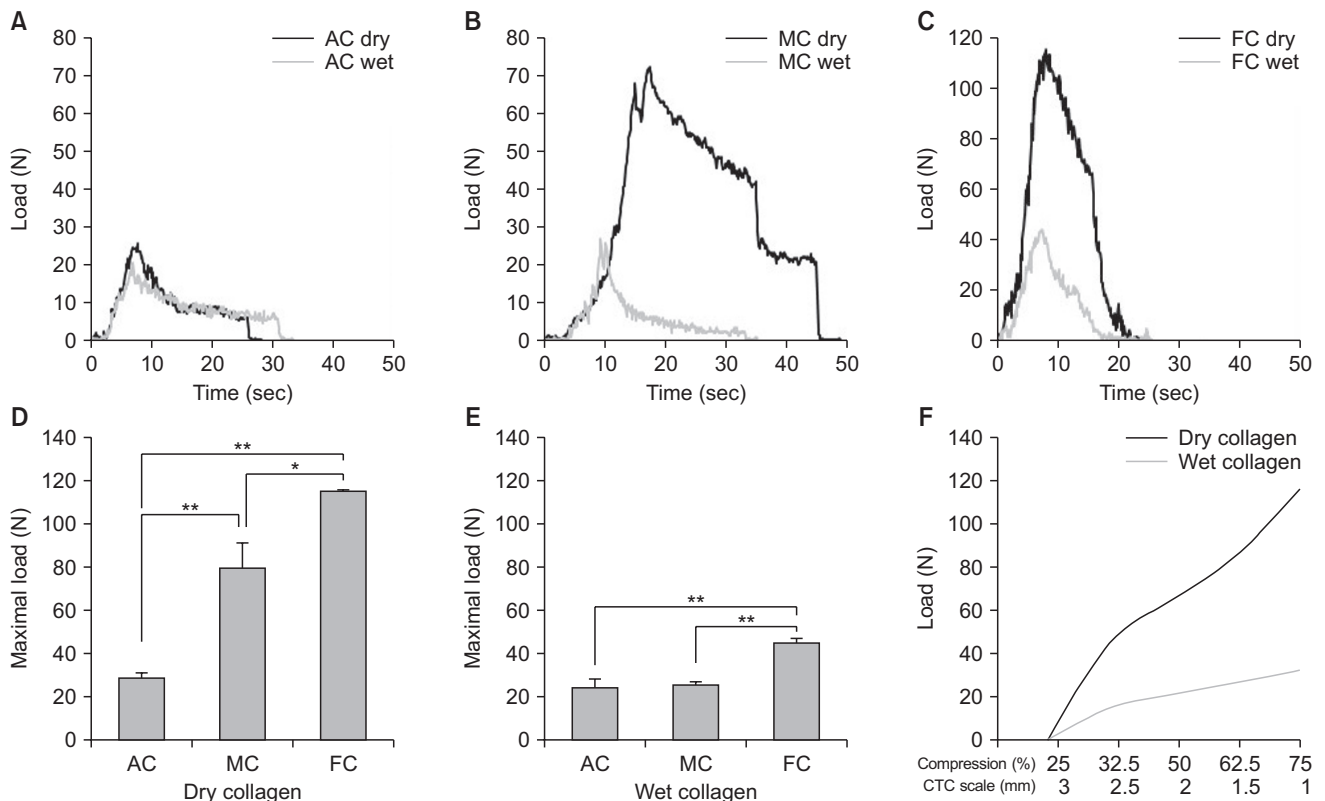 A
80
70
60
50
40
30
20
10
0
Load (N)
AC dry
AC wet
0 10 20 30 40 50
Time (sec)
B
80
70
60
50
40
30
20
10
0
Load (N)
MC dry
MC wet
0 10 20 30 40 50
Time (sec)
C
120
100
80
60
40
20
0
Load (N)
FC dry
FC wet
0 10 20 30 40 50
Time (sec)
D
140
120
100
80
60
40
20
0
Maximal load (N)
**
*
**
AC MC FC
Dry collagen
E
140
120
100
80
60
40
20
0
Maximal load (N)
**
**
AC MC FC
Wet collagen
F
140
120
100
80
60
40
20
0
Load (N)
Dry collagen
Wet collagen
Compression (%) 25 32.5 50 62.5 75
CTC scale (mm) 3 2.5 2 1.5 1